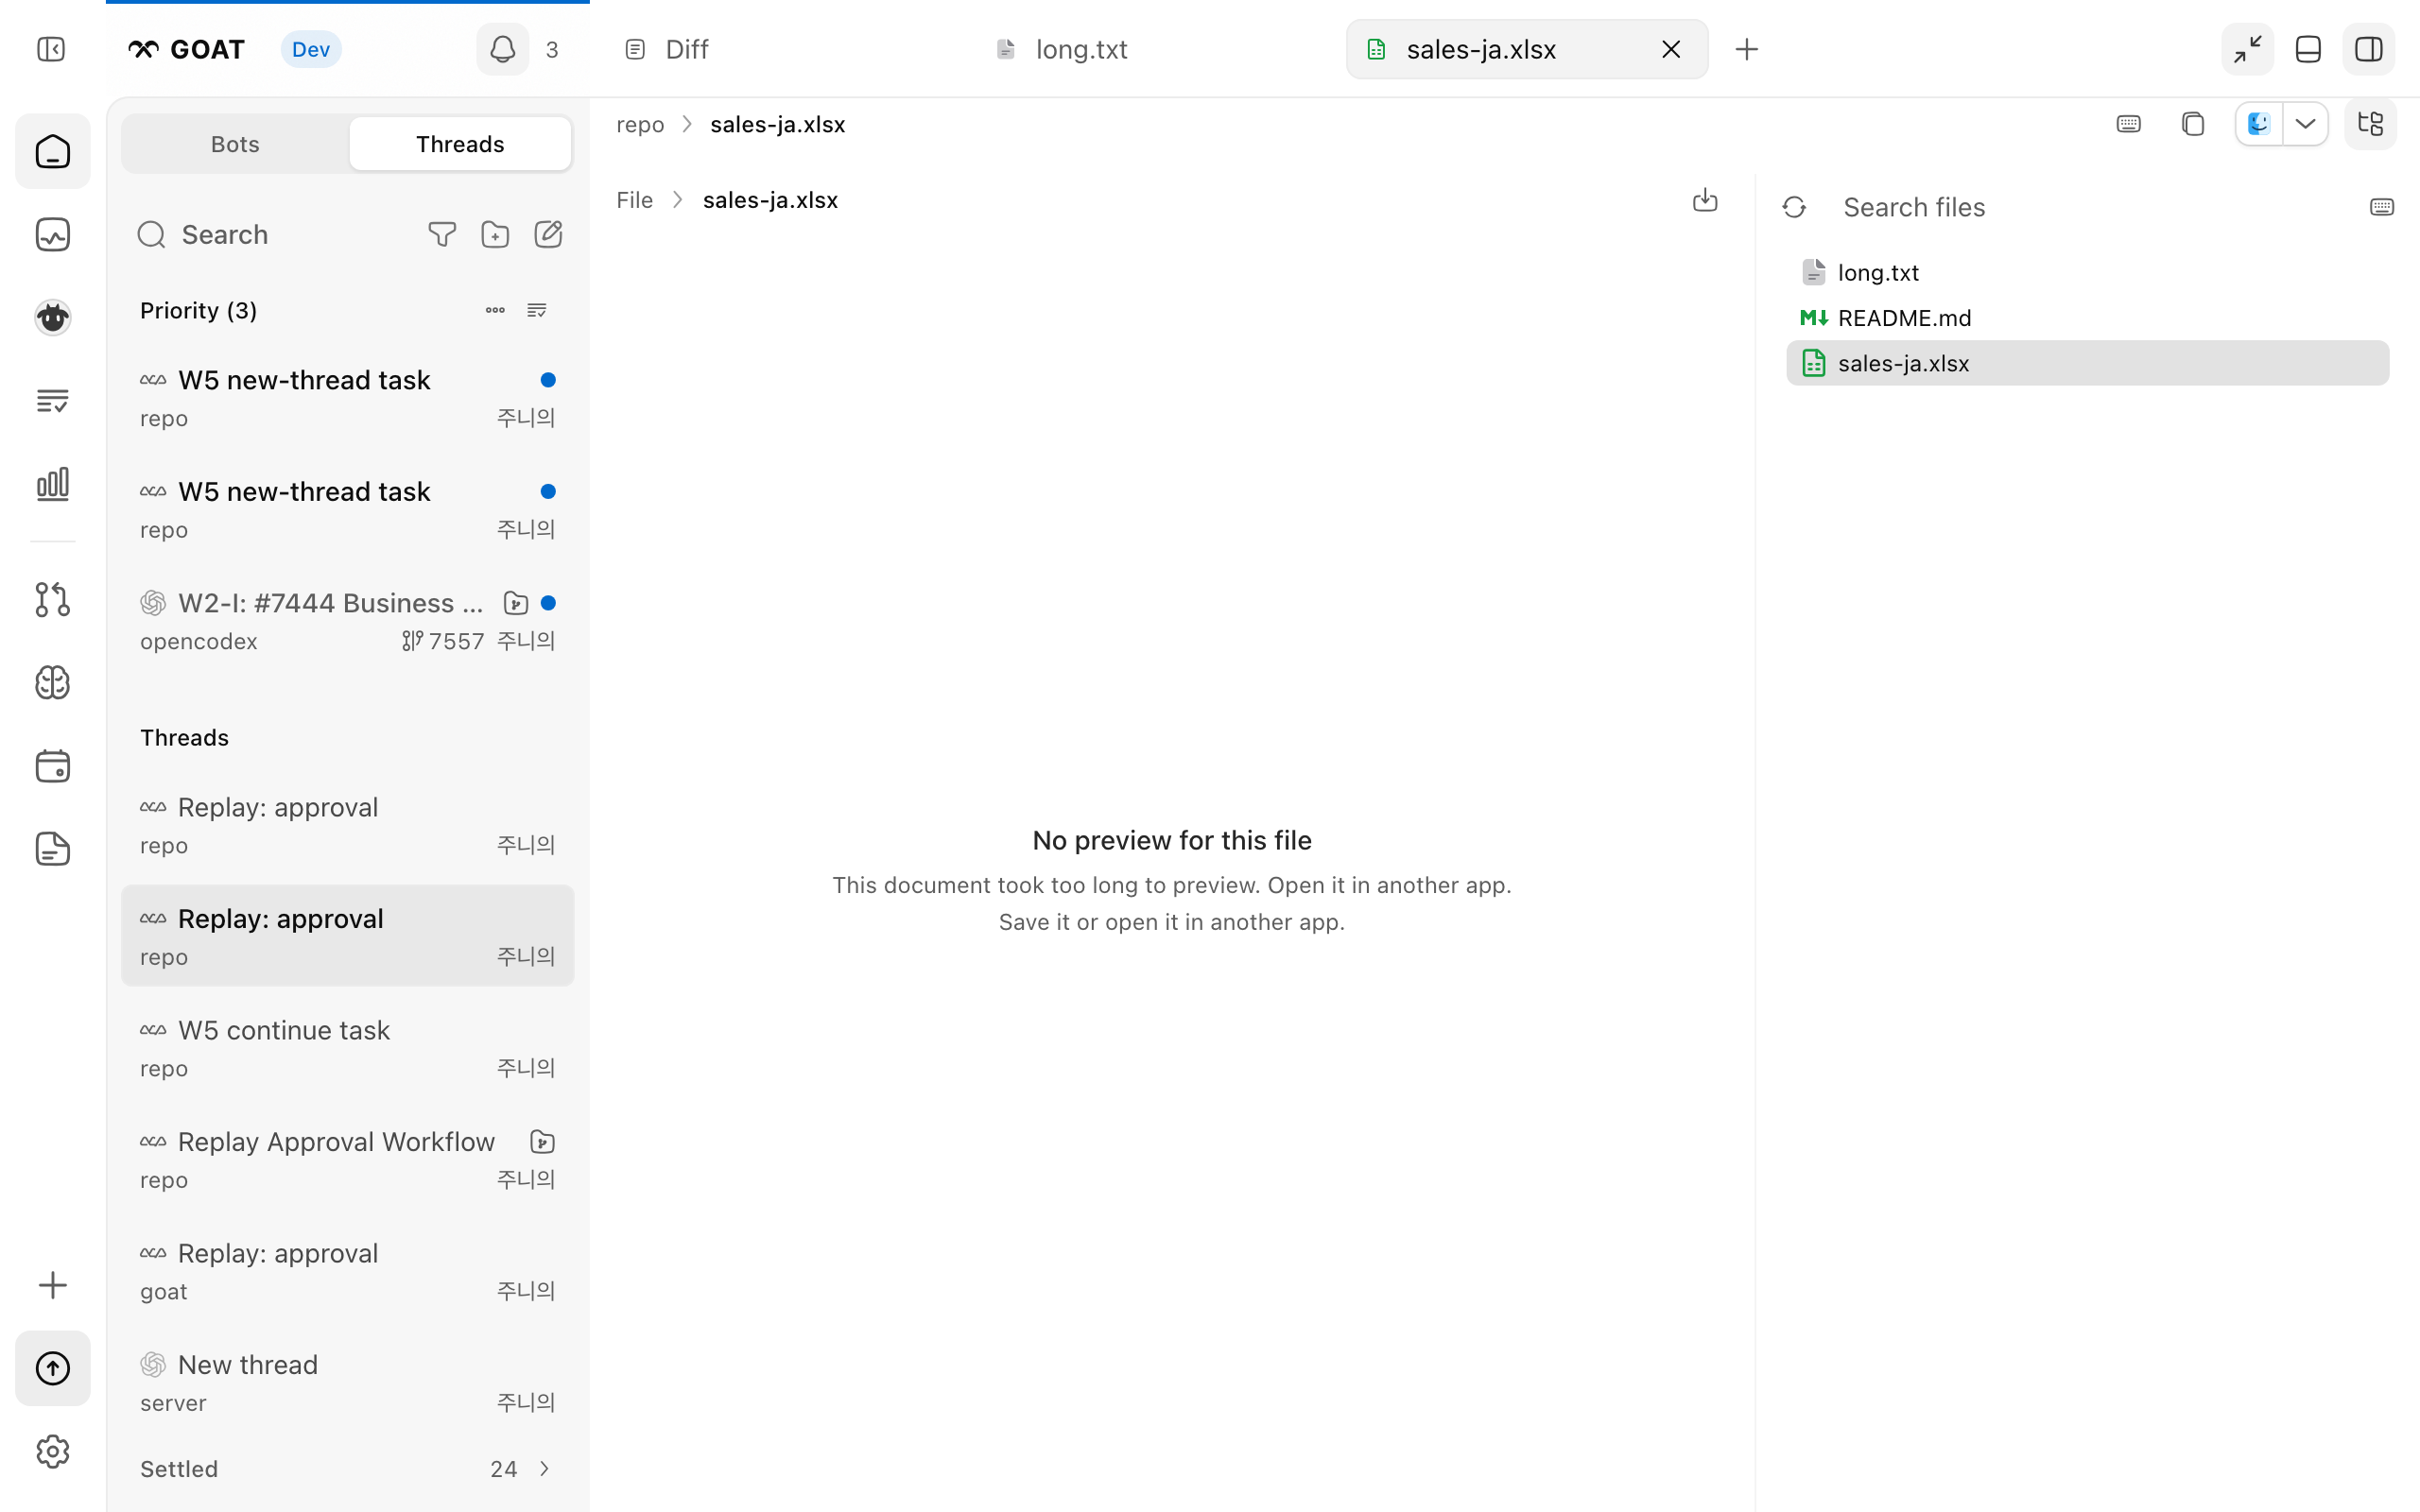 GOAT
Dev
3
Diff
long.txt
sales-ja.xlsx
Bots
Threads
repo
sales-ja.xlsx
File
sales-ja.xlsx
Search
Search files
Priority (3)
long.txt
README.md
sales-ja.xlsx
W5 new-thread task
repo 주니의
W5 new-thread task
repo 주니의
W2-I: #7444 Business ...
opencodex 7557 주니의
Threads
Replay: approval
repo 주니의
Replay: approval
repo 주니의
W5 continue task
repo 주니의
Replay Approval Workflow
repo 주니의
Replay: approval
goat 주니의
New thread
server 주니의
Settled 24
No preview for this file
This document took too long to preview. Open it in another app.
Save it or open it in another app.